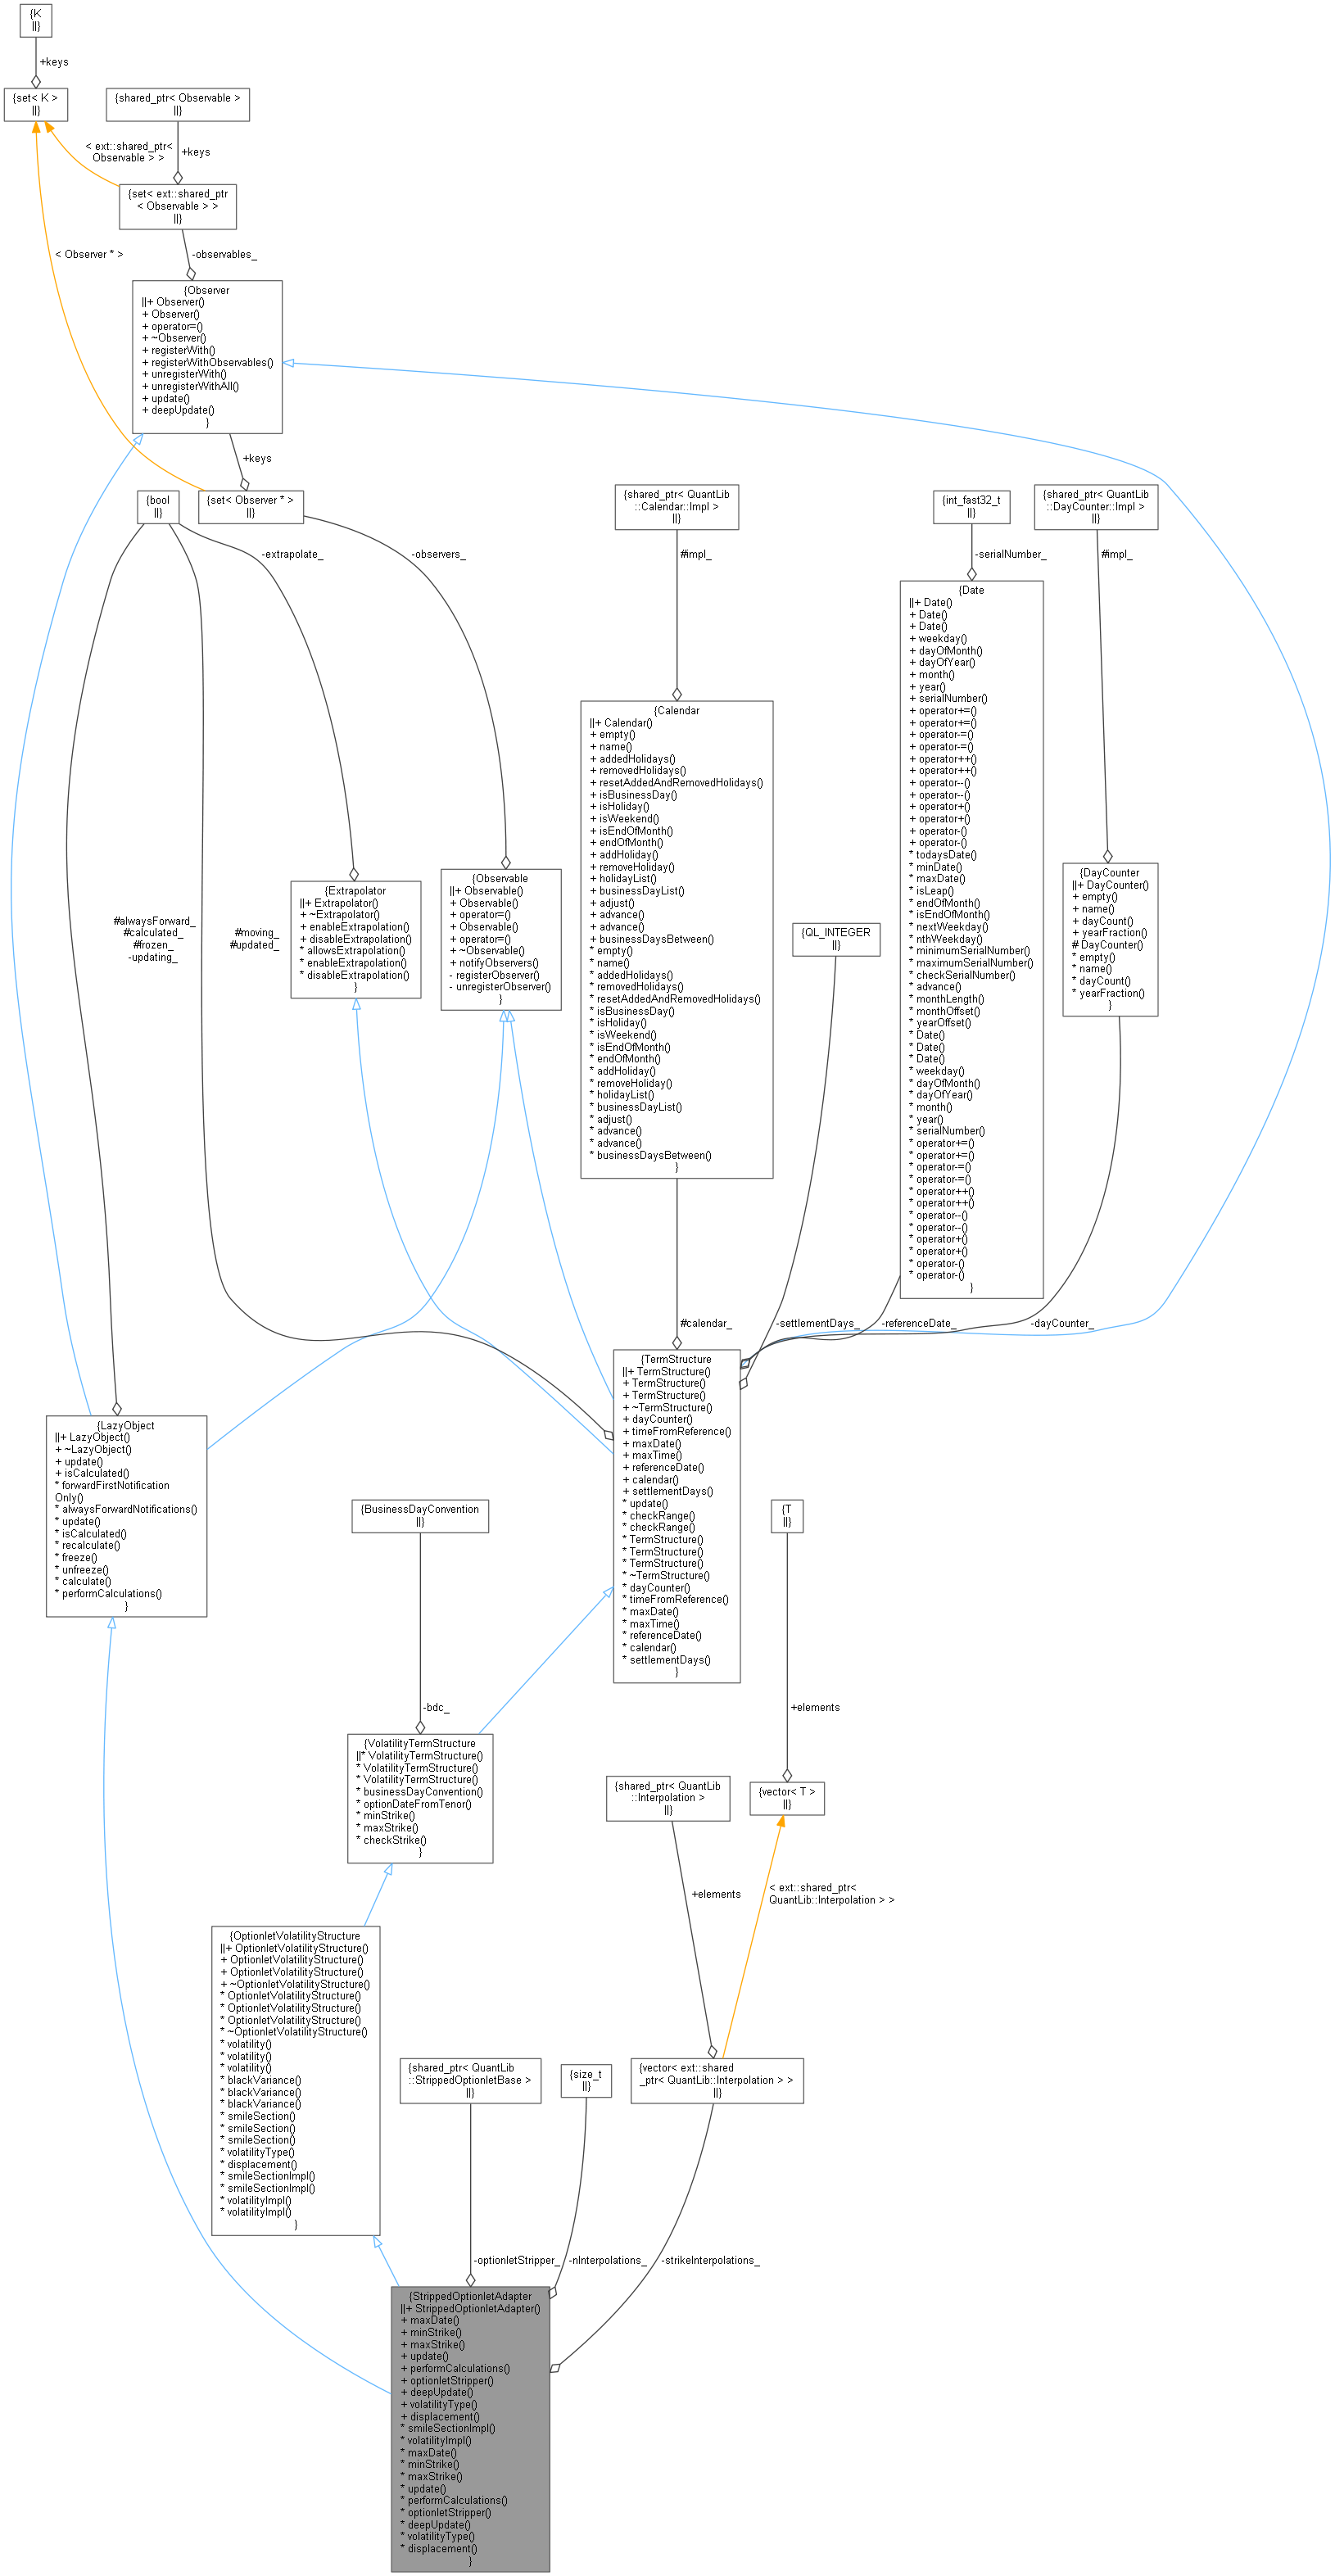 {K
||}
+keys
{set< K >
||}
{shared_ptr< Observable >
||}
< ext::shared_ptr<
Observable > >
+keys
{set< ext::shared_ptr
< Observable > >
||}
< Observer * >
-observables_
{Observer
||+ Observer()
+ Observer()
+ operator=()
+ ~Observer()
+ registerWith()
+ registerWithObservables()
+ unregisterWith()
+ unregisterWithAll()
+ update()
+ deepUpdate()
}
+keys
{bool
||}
{set< Observer * >
||}
{shared_ptr< QuantLib
::Calendar::Impl >
||}
{int_fast32_t
||}
{shared_ptr< QuantLib
::DayCounter::Impl >
||}
-extrapolate_
-observers_
#impl_
-serialNumber_
#impl_
{Date
||+ Date()
+ Date()
+ Date()
+ weekday()
+ dayOfMonth()
+ dayOfYear()
+ month()
+ year()
+ serialNumber()
+ operator+=()
+ operator+=()
+ operator-=()
+ operator-=()
+ operator++()
+ operator++()
+ operator--()
+ operator--()
+ operator+()
+ operator+()
+ operator-()
+ operator-()
* todaysDate()
* minDate()
* maxDate()
* isLeap()
* endOfMonth()
* isEndOfMonth()
* nextWeekday()
* nthWeekday()
* minimumSerialNumber()
* maximumSerialNumber()
* checkSerialNumber()
* advance()
* monthLength()
* monthOffset()
* yearOffset()
* Date()
* Date()
* Date()
* weekday()
* dayOfMonth()
* dayOfYear()
* month()
* year()
* serialNumber()
* operator+=()
* operator+=()
* operator-=()
* operator-=()
* operator++()
* operator++()
* operator--()
* operator--()
* operator+()
* operator+()
* operator-()
* operator-()
}
{Calendar
||+ Calendar()
+ empty()
+ name()
+ addedHolidays()
+ removedHolidays()
+ resetAddedAndRemovedHolidays()
+ isBusinessDay()
+ isHoliday()
+ isWeekend()
+ isEndOfMonth()
+ endOfMonth()
+ addHoliday()
+ removeHoliday()
+ holidayList()
+ businessDayList()
+ adjust()
+ advance()
+ advance()
+ businessDaysBetween()
* empty()
* name()
* addedHolidays()
* removedHolidays()
* resetAddedAndRemovedHolidays()
* isBusinessDay()
* isHoliday()
* isWeekend()
* isEndOfMonth()
* endOfMonth()
* addHoliday()
* removeHoliday()
* holidayList()
* businessDayList()
* adjust()
* advance()
* advance()
* businessDaysBetween()
}
{DayCounter
||+ DayCounter()
+ empty()
+ name()
+ dayCount()
+ yearFraction()
# DayCounter()
* empty()
* name()
* dayCount()
* yearFraction()
}
{Observable
||+ Observable()
+ Observable()
+ operator=()
+ Observable()
+ operator=()
+ ~Observable()
+ notifyObservers()
- registerObserver()
- unregisterObserver()
}
{Extrapolator
||+ Extrapolator()
+ ~Extrapolator()
+ enableExtrapolation()
+ disableExtrapolation()
* allowsExtrapolation()
* enableExtrapolation()
* disableExtrapolation()
}
#alwaysForward_
#calculated_
#frozen_
-updating_
#moving_
#updated_
{QL_INTEGER
||}
#calendar_
-settlementDays_
-referenceDate_
-dayCounter_
{TermStructure
||+ TermStructure()
+ TermStructure()
+ TermStructure()
+ ~TermStructure()
+ dayCounter()
+ timeFromReference()
+ maxDate()
+ maxTime()
+ referenceDate()
+ calendar()
+ settlementDays()
* update()
* checkRange()
* checkRange()
* TermStructure()
* TermStructure()
* TermStructure()
* ~TermStructure()
* dayCounter()
* timeFromReference()
* maxDate()
* maxTime()
* referenceDate()
* calendar()
* settlementDays()
}
{LazyObject
||+ LazyObject()
+ ~LazyObject()
+ update()
+ isCalculated()
* forwardFirstNotification
Only()
* alwaysForwardNotifications()
* update()
* isCalculated()
* recalculate()
* freeze()
* unfreeze()
* calculate()
* performCalculations()
}
{BusinessDayConvention
||}
{T
||}
-bdc_
+elements
{VolatilityTermStructure
||* VolatilityTermStructure()
* VolatilityTermStructure()
* VolatilityTermStructure()
* businessDayConvention()
* optionDateFromTenor()
* minStrike()
* maxStrike()
* checkStrike()
}
{shared_ptr< QuantLib
::Interpolation >
||}
{vector< T >
||}
+elements
< ext::shared_ptr<
QuantLib::Interpolation > >
{OptionletVolatilityStructure
||+ OptionletVolatilityStructure()
+ OptionletVolatilityStructure()
+ OptionletVolatilityStructure()
+ ~OptionletVolatilityStructure()
* OptionletVolatilityStructure()
* OptionletVolatilityStructure()
* OptionletVolatilityStructure()
* ~OptionletVolatilityStructure()
* volatility()
* volatility()
* volatility()
* blackVariance()
* blackVariance()
* blackVariance()
* smileSection()
* smileSection()
* smileSection()
* volatilityType()
* displacement()
* smileSectionImpl()
* smileSectionImpl()
* volatilityImpl()
* volatilityImpl()
}
{shared_ptr< QuantLib
::StrippedOptionletBase >
||}
{size_t
||}
{vector< ext::shared
_ptr< QuantLib::Interpolation > >
||}
-optionletStripper_
-nInterpolations_
-strikeInterpolations_
{StrippedOptionletAdapter
||+ StrippedOptionletAdapter()
+ maxDate()
+ minStrike()
+ maxStrike()
+ update()
+ performCalculations()
+ optionletStripper()
+ deepUpdate()
+ volatilityType()
+ displacement()
* smileSectionImpl()
* volatilityImpl()
* maxDate()
* minStrike()
* maxStrike()
* update()
* performCalculations()
* optionletStripper()
* deepUpdate()
* volatilityType()
* displacement()
}